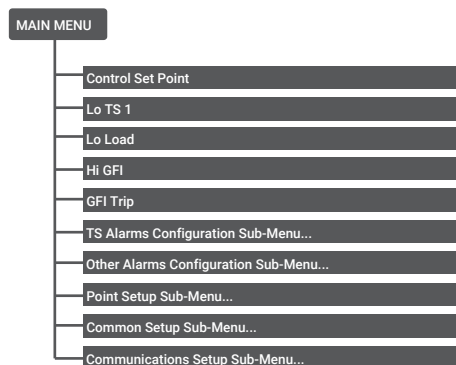 MAIN MENU
Control Set Point
Lo TS 1
Lo Load
Hi GFI
GFI Trip
TS Alarms Configuration Sub-Menu...
Other Alarms Configuration Sub-Menu...
Point Setup Sub-Menu...
Common Setup Sub-Menu...
Communications Setup Sub-Menu...